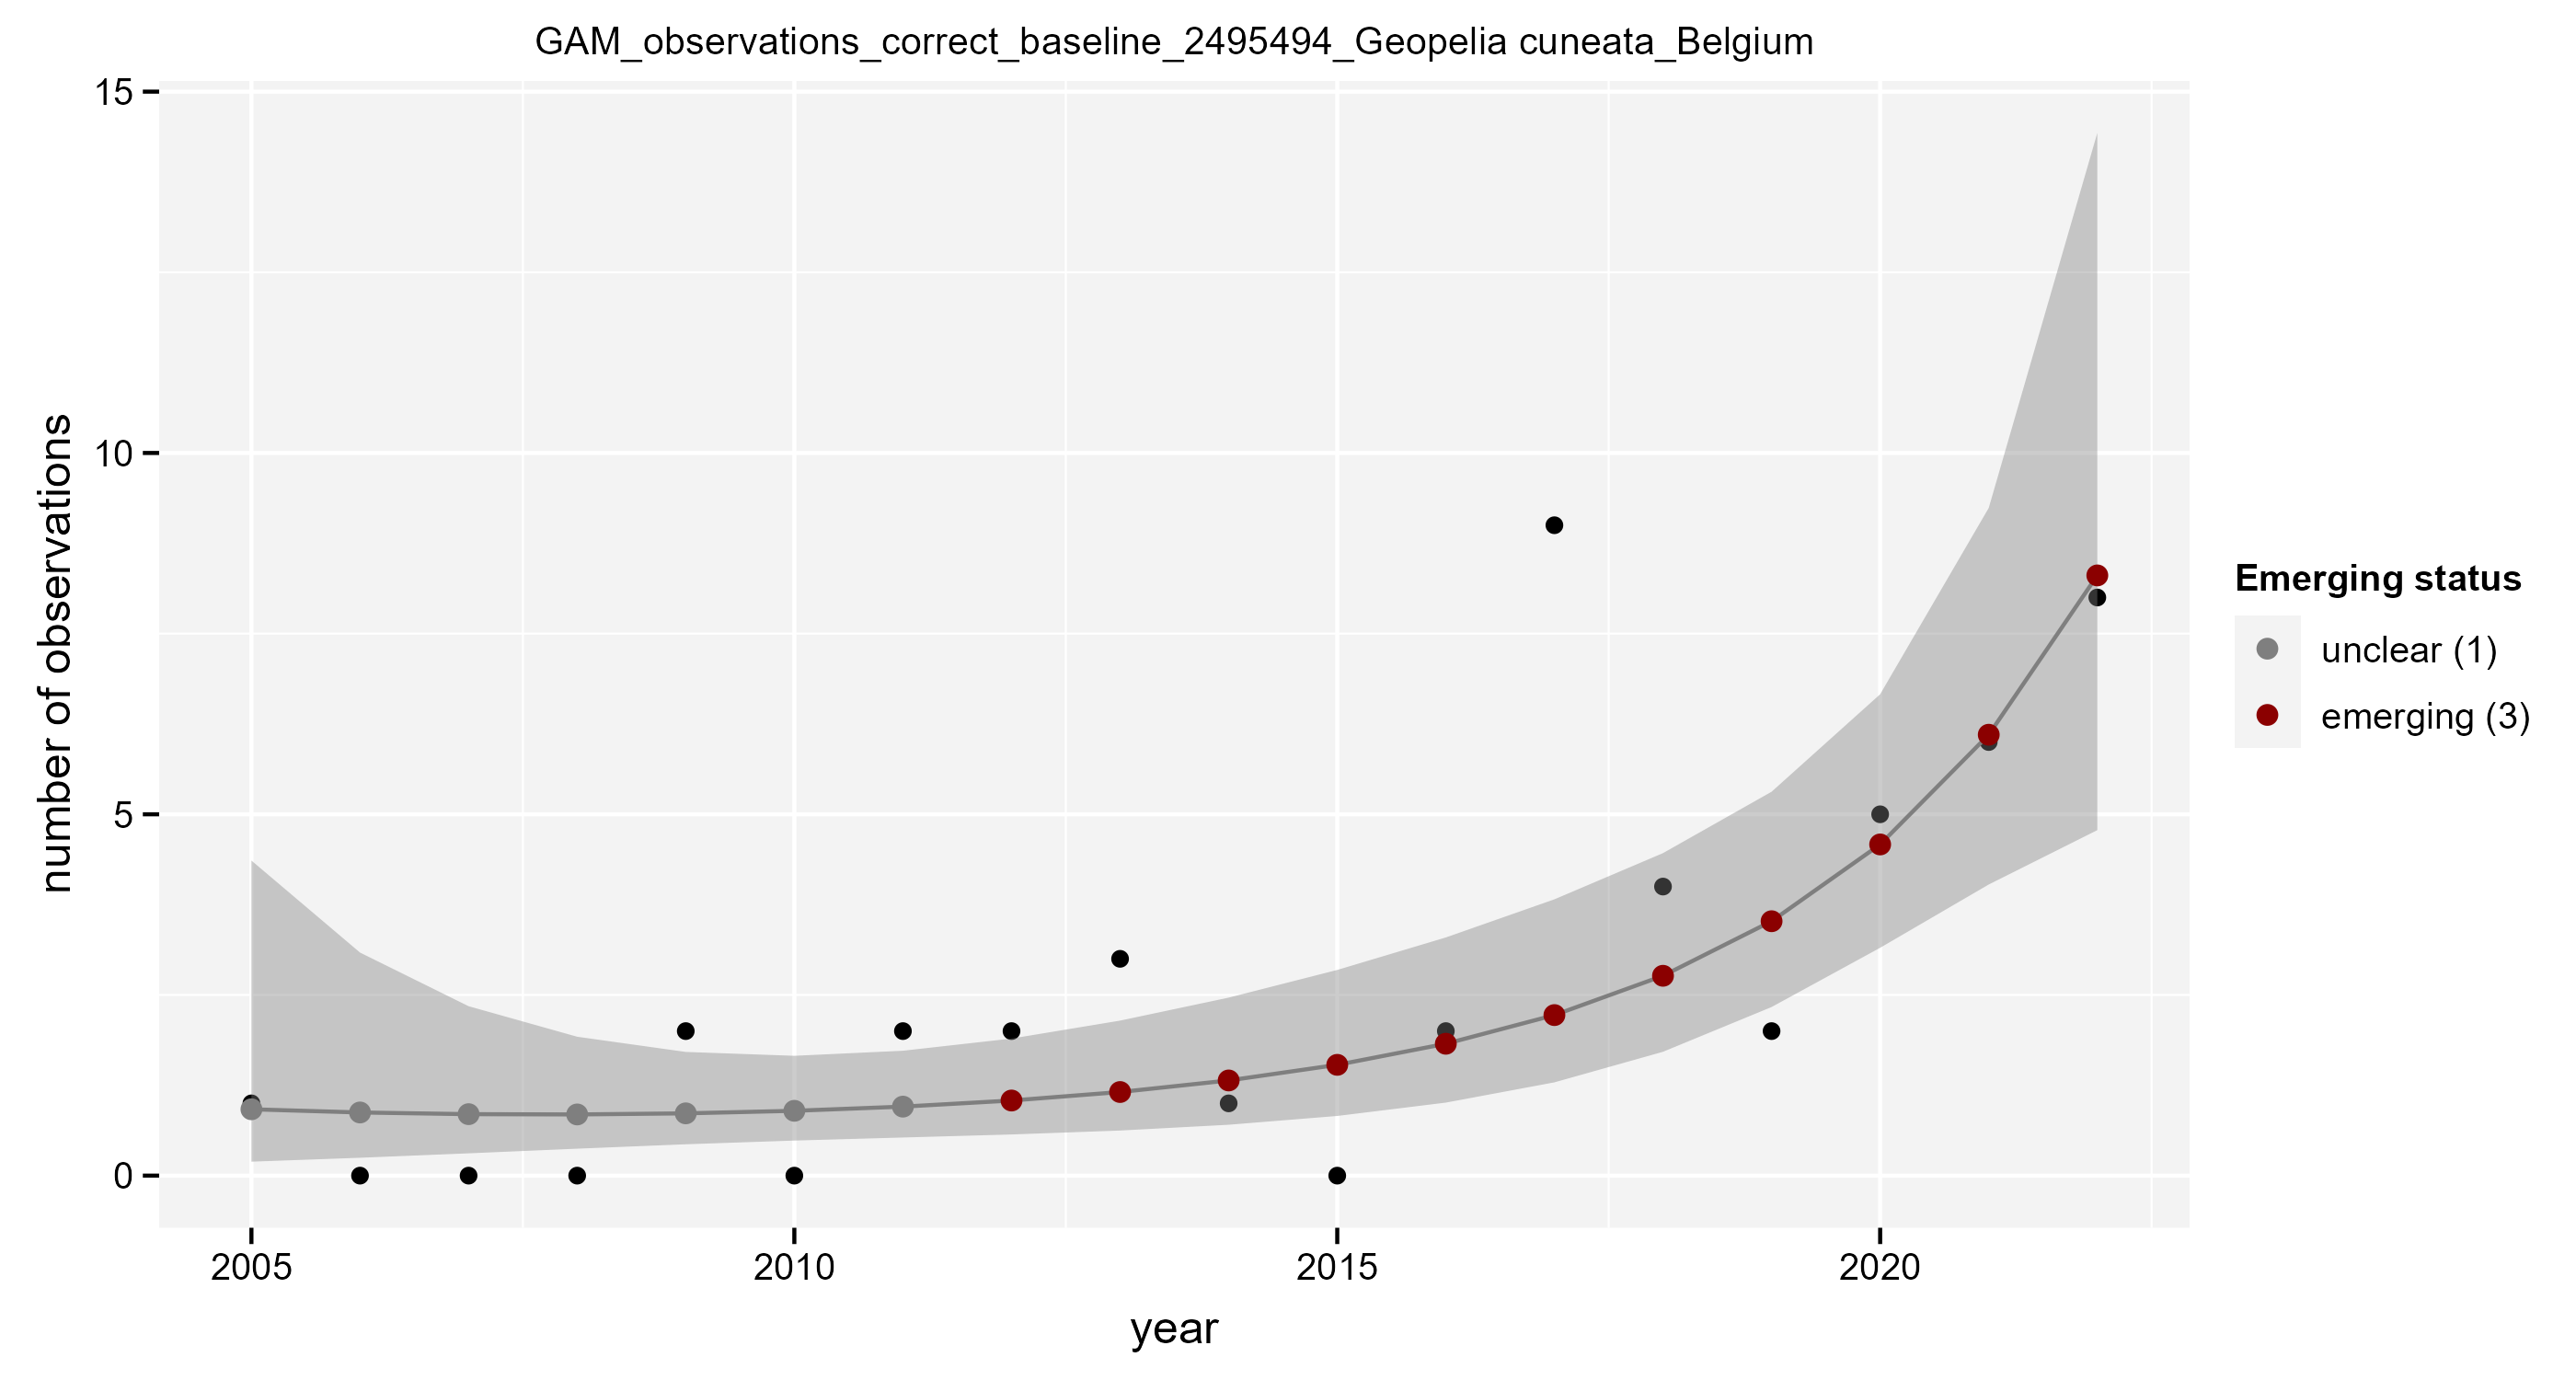 GAM_observations_correct_baseline_2495494_Geopelia cuneata_Belgium
15
10
5
0
number of observations
2005
2010
2015
2020
year
Emerging status
unclear (1)
emerging (3)